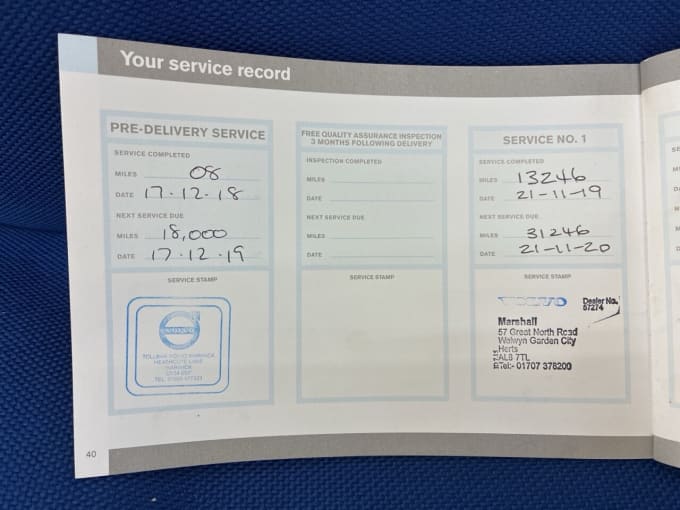 Your service record
PRE-DELIVERY SERVICE
SERVICE COMPLETED
MILES 08
DATE 17.12.18
NEXT SERVICE DUE
MILES 18,000
DATE 17.12.19
SERVICE STAMP
VOLVO
WARWICK
FREE QUALITY ASSURANCE INSPECTION
3 MONTHS FOLLOWING DELIVERY
INSPECTION COMPLETED
MILES
DATE
NEXT SERVICE DUE
MILES
DATE
SERVICE STAMP
SERVICE NO. 1
SERVICE COMPLETED
MILES 13246
DATE 21-11-19
NEXT SERVICE DUE
MILES 31246
DATE 21-11-20
SERVICE STAMP
VOLVO
Dealer No.
57274
Marshall
57 Great North Road
Welwyn Garden City
Herts
AL8 7TL
Tel:- 01707 378200
40